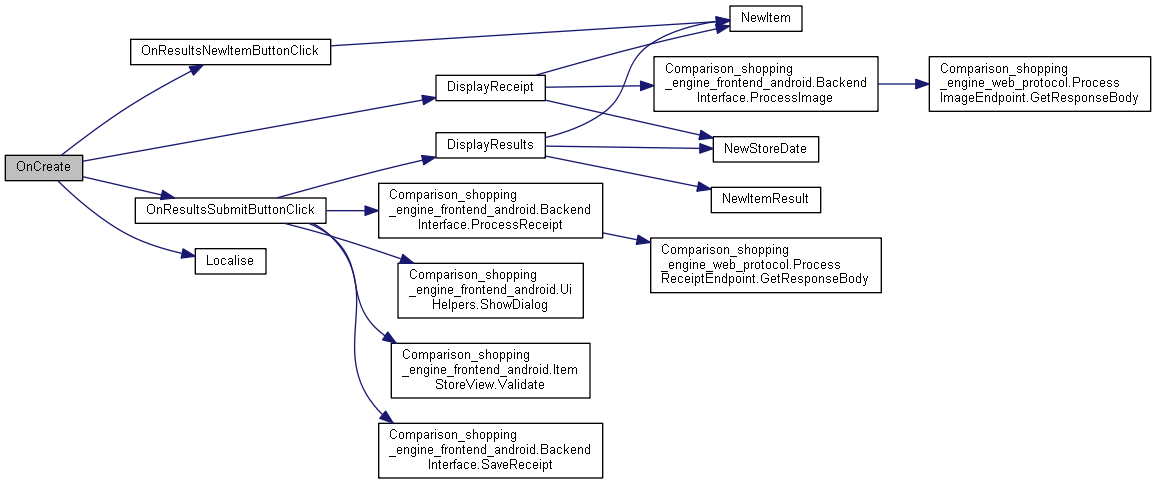 OnCreate
OnResultsNewItemButtonClick
NewItem
DisplayReceipt
Comparison_shopping
_engine_frontend_android.Backend
Interface.ProcessImage
Comparison_shopping
_engine_web_protocol.Process
ImageEndpoint.GetResponseBody
NewStoreDate
DisplayResults
NewItemResult
OnResultsSubmitButtonClick
Comparison_shopping
_engine_frontend_android.Backend
Interface.ProcessReceipt
Comparison_shopping
_engine_web_protocol.Process
ReceiptEndpoint.GetResponseBody
Localise
Comparison_shopping
_engine_frontend_android.Ui
Helpers.ShowDialog
Comparison_shopping
_engine_frontend_android.Item
StoreView.Validate
Comparison_shopping
_engine_frontend_android.Backend
Interface.SaveReceipt